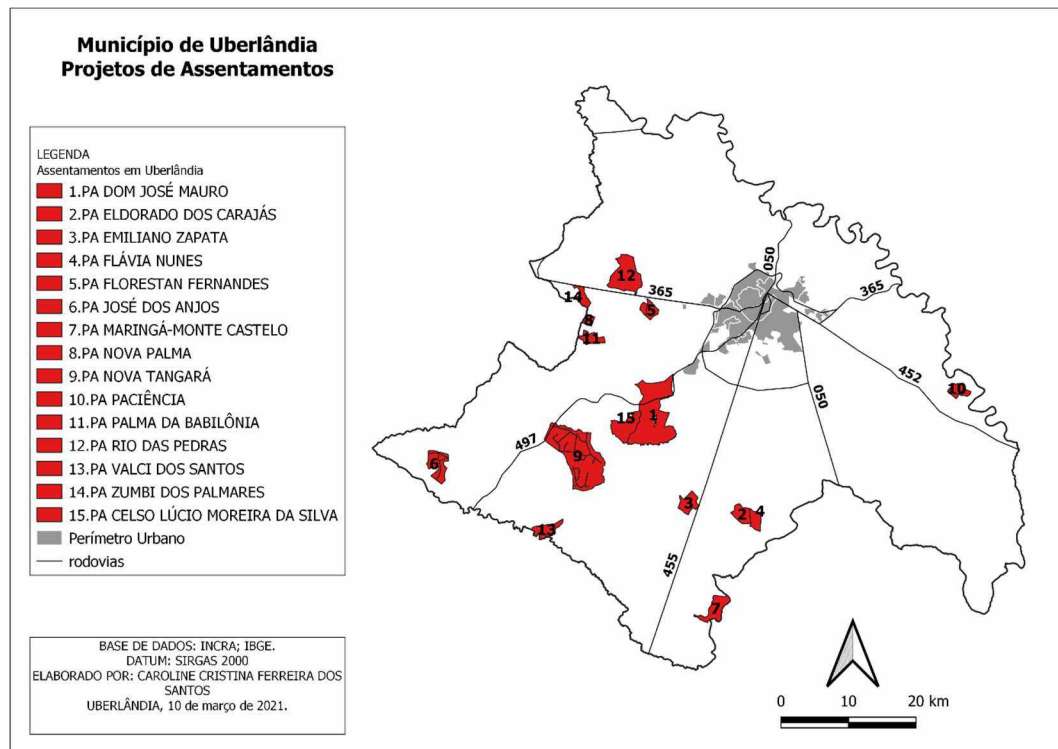 Município de Uberlândia
Projetos de Assentamentos
LEGENDA
Assentamentos em Uberlândia
1.PA DOM JOSÉ MAURO
2.PA ELDORADO DOS CARAJÁS
3.PA EMILIANO ZAPATA
4.PA FLÁVIA NUNES
5.PA FLORESTAN FERNANDES
6.PA JOSÉ DOS ANJOS
7.PA MARINGÁ-MONTE CASTELO
8.PA NOVA PALMA
9.PA NOVA TANGARÁ
10.PA PACIÊNCIA
11.PA PALMA DA BABILÔNIA
12.PA RIO DAS PEDRAS
13.PA VALCI DOS SANTOS
14.PA ZUMBI DOS PALMARES
15.PA CELSO LÚCIO MOREIRA DA SILVA
Perímetro Urbano
rodovias
BASE DE DADOS: INCRA; IBGE.
DATUM: SIRGAS 2000
ELABORADO POR: CAROLINE CRISTINA FERREIRA DOS
SANTOS
UBERLÂNDIA, 10 de março de 2021.
050
12
365
365
14
5
8
11
452
10
050
15
1
497
9
6
3
2
4
13
455
7
0 10 20 km